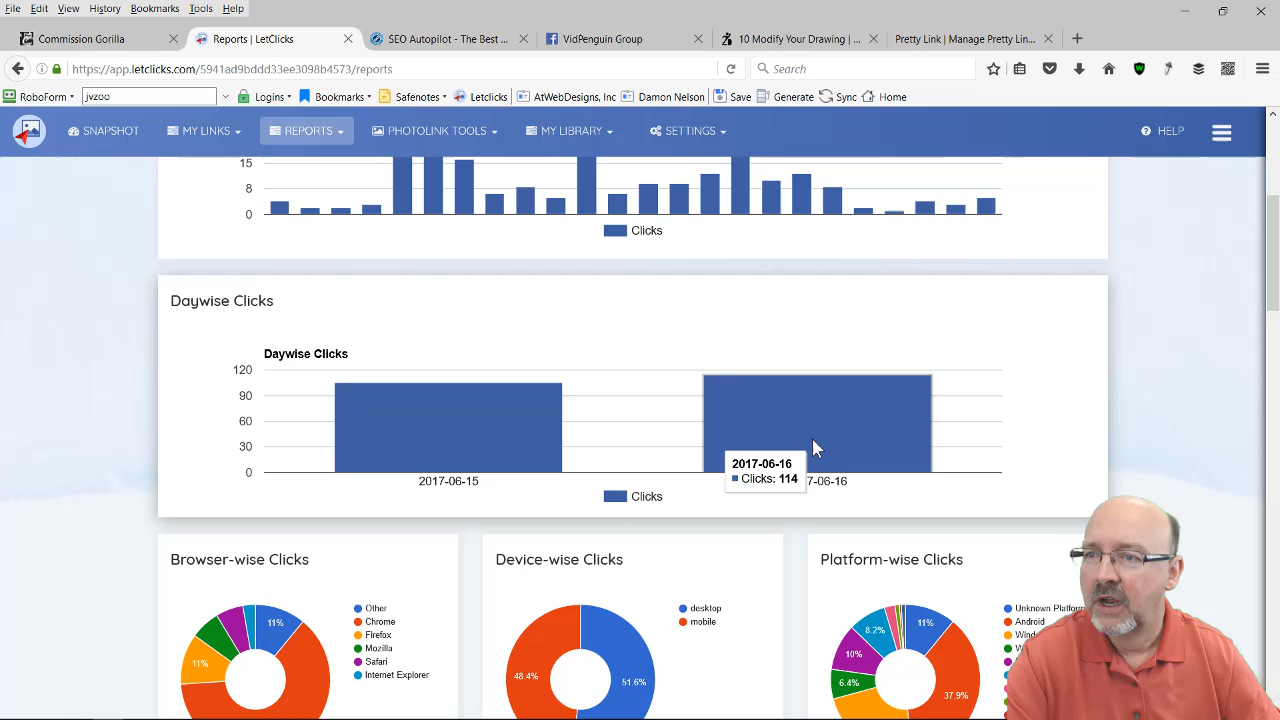 File Edit View History Bookmarks Tools Help
Commission Gorilla
Reports | LetClicks
SEO Autopilot - The Best ...
VidPenguin Group
10 Modify Your Drawing | ...
Pretty Link | Manage Pretty Lin...
https://app.letclicks.com/5941ad9bddd33ee3098b4573/reports
Search
RoboForm
jvzoo
Logins
Bookmarks
Safenotes
Letclicks
AtWebDesigns, Inc
Damon Nelson
Save
Generate
Sync
Home
SNAPSHOT
MY LINKS
REPORTS
PHOTOLINK TOOLS
MY LIBRARY
SETTINGS
HELP
15
8
0
Clicks
Daywise Clicks
Daywise Clicks
120
90
60
30
0
2017-06-16
Clicks: 114
2017-06-15
7-06-16
Clicks
Browser-wise Clicks
11%
11%
Other
Chrome
Firefox
Mozilla
Safari
Internet Explorer
Device-wise Clicks
48.4%
51.6%
desktop
mobile
Platform-wise Clicks
11%
8.2%
10%
6.4%
37.9%
Unknown Platform
Android